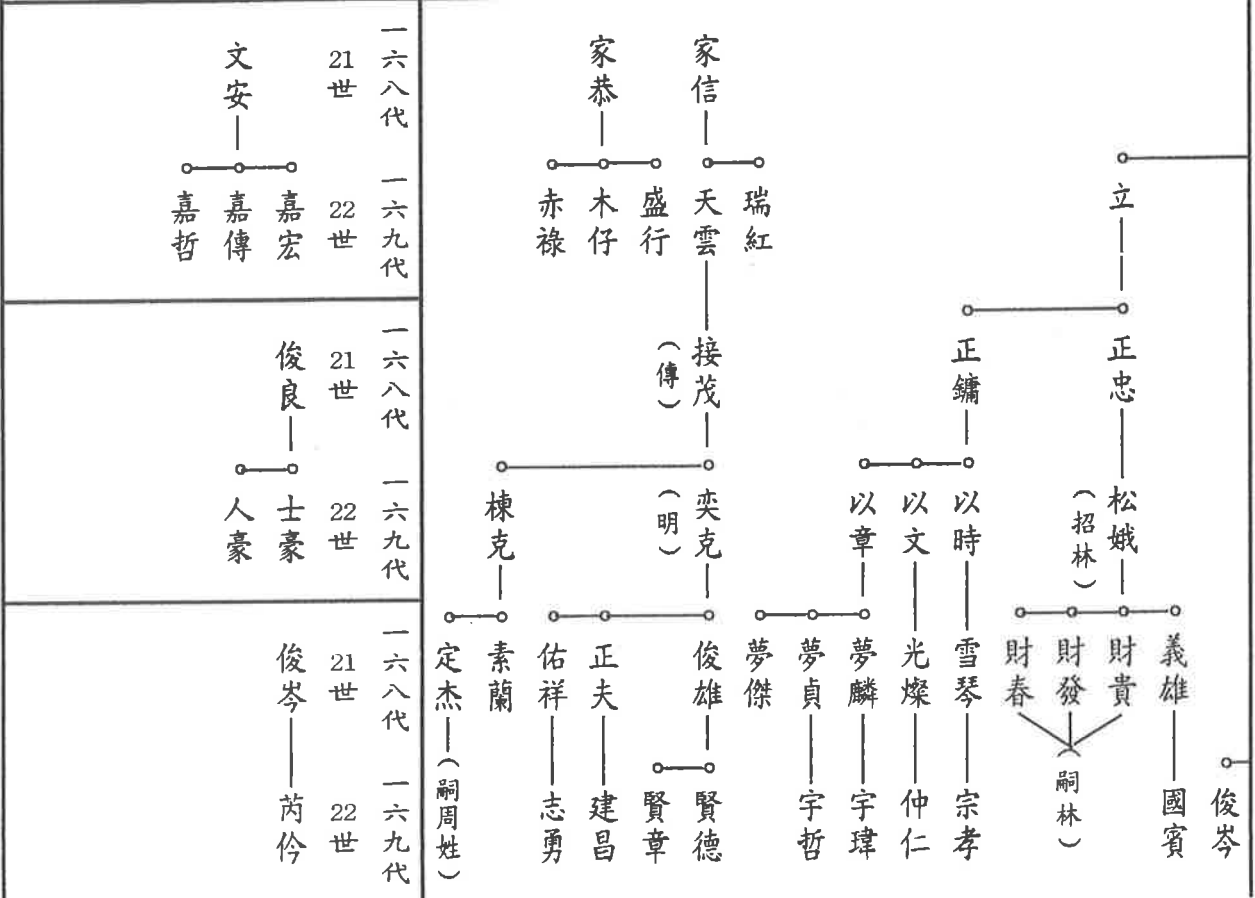 家信
家恭
立
瑞紅
天雲
盛行
木仔
赤祿
正忠
正鏞
接茂
(傳)
松娥
(招林)
以時
以文
以章
奕克
(明)
棟克
義雄
財貴
財發
財春
雪琴
光燦
夢麟
夢貞
夢傑
俊雄
正夫
佑祥
素蘭
定杰
俊岑
國賓
(嗣林)
宗孝
仲仁
宇瑋
宇哲
賢德
賢章
建昌
志勇
(嗣周姓)
一六八代
21世
文安
一六九代
22世
嘉宏
嘉傳
嘉哲
一六八代
21世
俊良
一六九代
22世
士豪
人豪
一六八代
21世
俊岑
一六九代
22世
芮伶